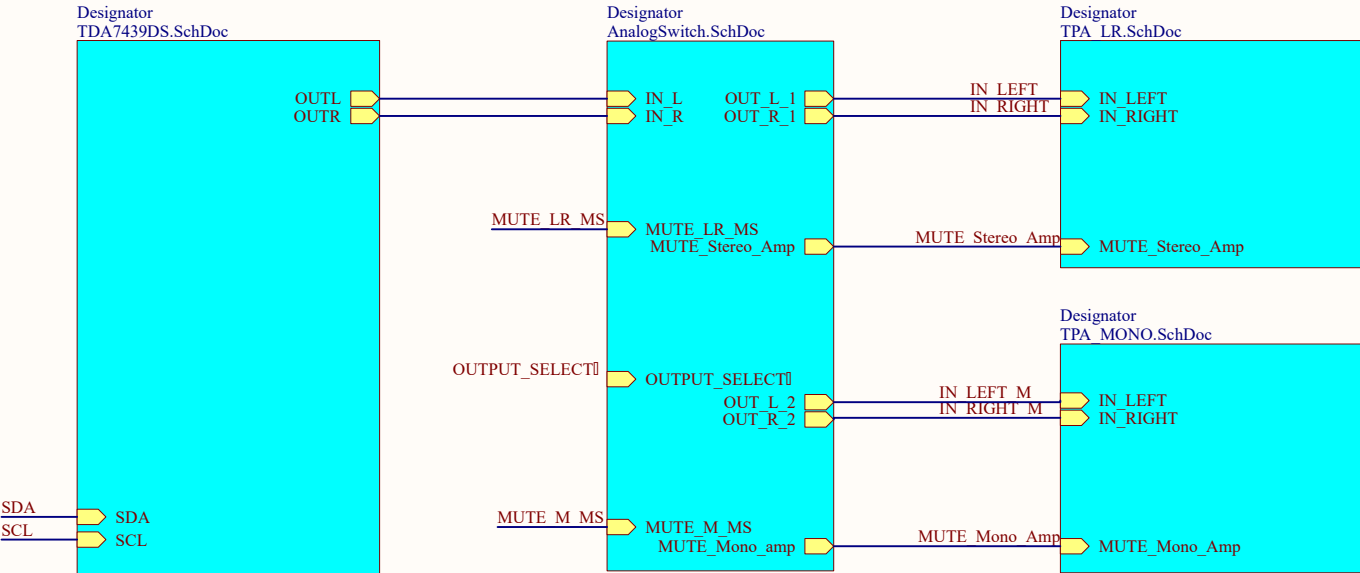 Designator
TDA7439DS.SchDoc
OUTL
OUTR
SDA
SCL
SDA
SCL
Designator
AnalogSwitch.SchDoc
IN_L
IN_R
OUT_L_1
OUT_R_1
MUTE_LR_MS
MUTE_LR_MS
MUTE_Stereo_Amp
OUTPUT_SELECT▯
OUTPUT_SELECT▯
OUT_L_2
OUT_R_2
MUTE_M_MS
MUTE_M_MS
MUTE_Mono_amp
Designator
TPA_LR.SchDoc
IN_LEFT
IN_RIGHT
IN_LEFT
IN_RIGHT
MUTE_Stereo_Amp
MUTE_Stereo_Amp
Designator
TPA_MONO.SchDoc
IN_LEFT_M
IN_RIGHT_M
IN_LEFT
IN_RIGHT
MUTE_Mono_Amp
MUTE_Mono_Amp